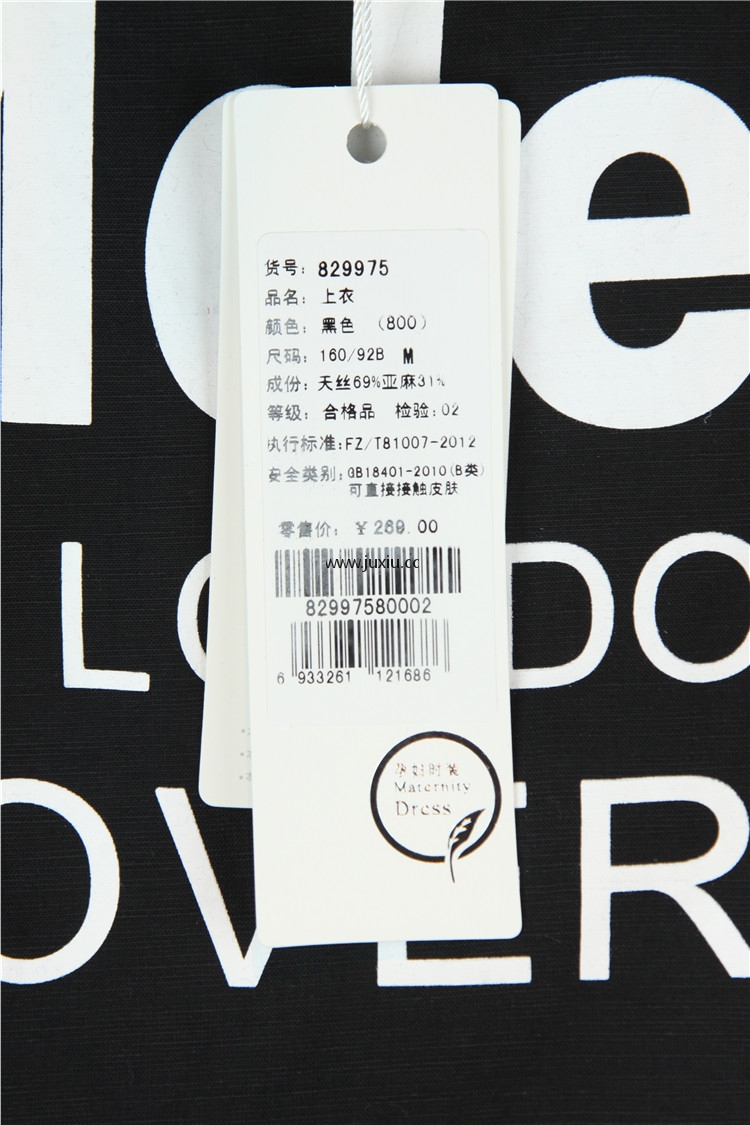 lde
货号：829975
品名：上衣
颜色：黑色 （800）
尺码：160/92B M
成份：天丝69%亚麻31%
等级：合格品 检验：02
执行标准：FZ/T81007-2012
安全类别：GB18401-2010(B类)
可直接接触皮肤
零售价：￥269.00
www.juxiu.cc
82997580002
6 933261 121686
孕妇时装
Maternity
Dress
L DO
OVER